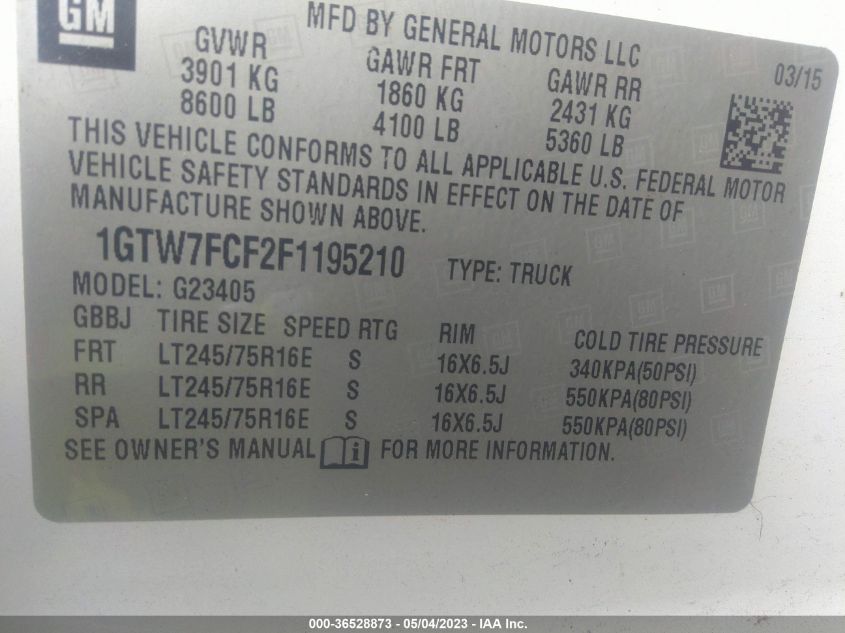 GM
MFD BY GENERAL MOTORS LLC
03/15
GVWR GAWR FRT GAWR RR
3901 KG 1860 KG 2431 KG
8600 LB 4100 LB 5360 LB
THIS VEHICLE CONFORMS TO ALL APPLICABLE U.S. FEDERAL MOTOR
VEHICLE SAFETY STANDARDS IN EFFECT ON THE DATE OF
MANUFACTURE SHOWN ABOVE.
1GTW7FCF2F1195210 TYPE: TRUCK
MODEL: G23405
GBBJ TIRE SIZE SPEED RTG RIM COLD TIRE PRESSURE
FRT LT245/75R16E S 16X6.5J 340KPA(50PSI)
RR LT245/75R16E S 16X6.5J 550KPA(80PSI)
SPA LT245/75R16E S 16X6.5J 550KPA(80PSI)
SEE OWNER'S MANUAL FOR MORE INFORMATION.
000-36528873 - 05/04/2023 - IAA Inc.